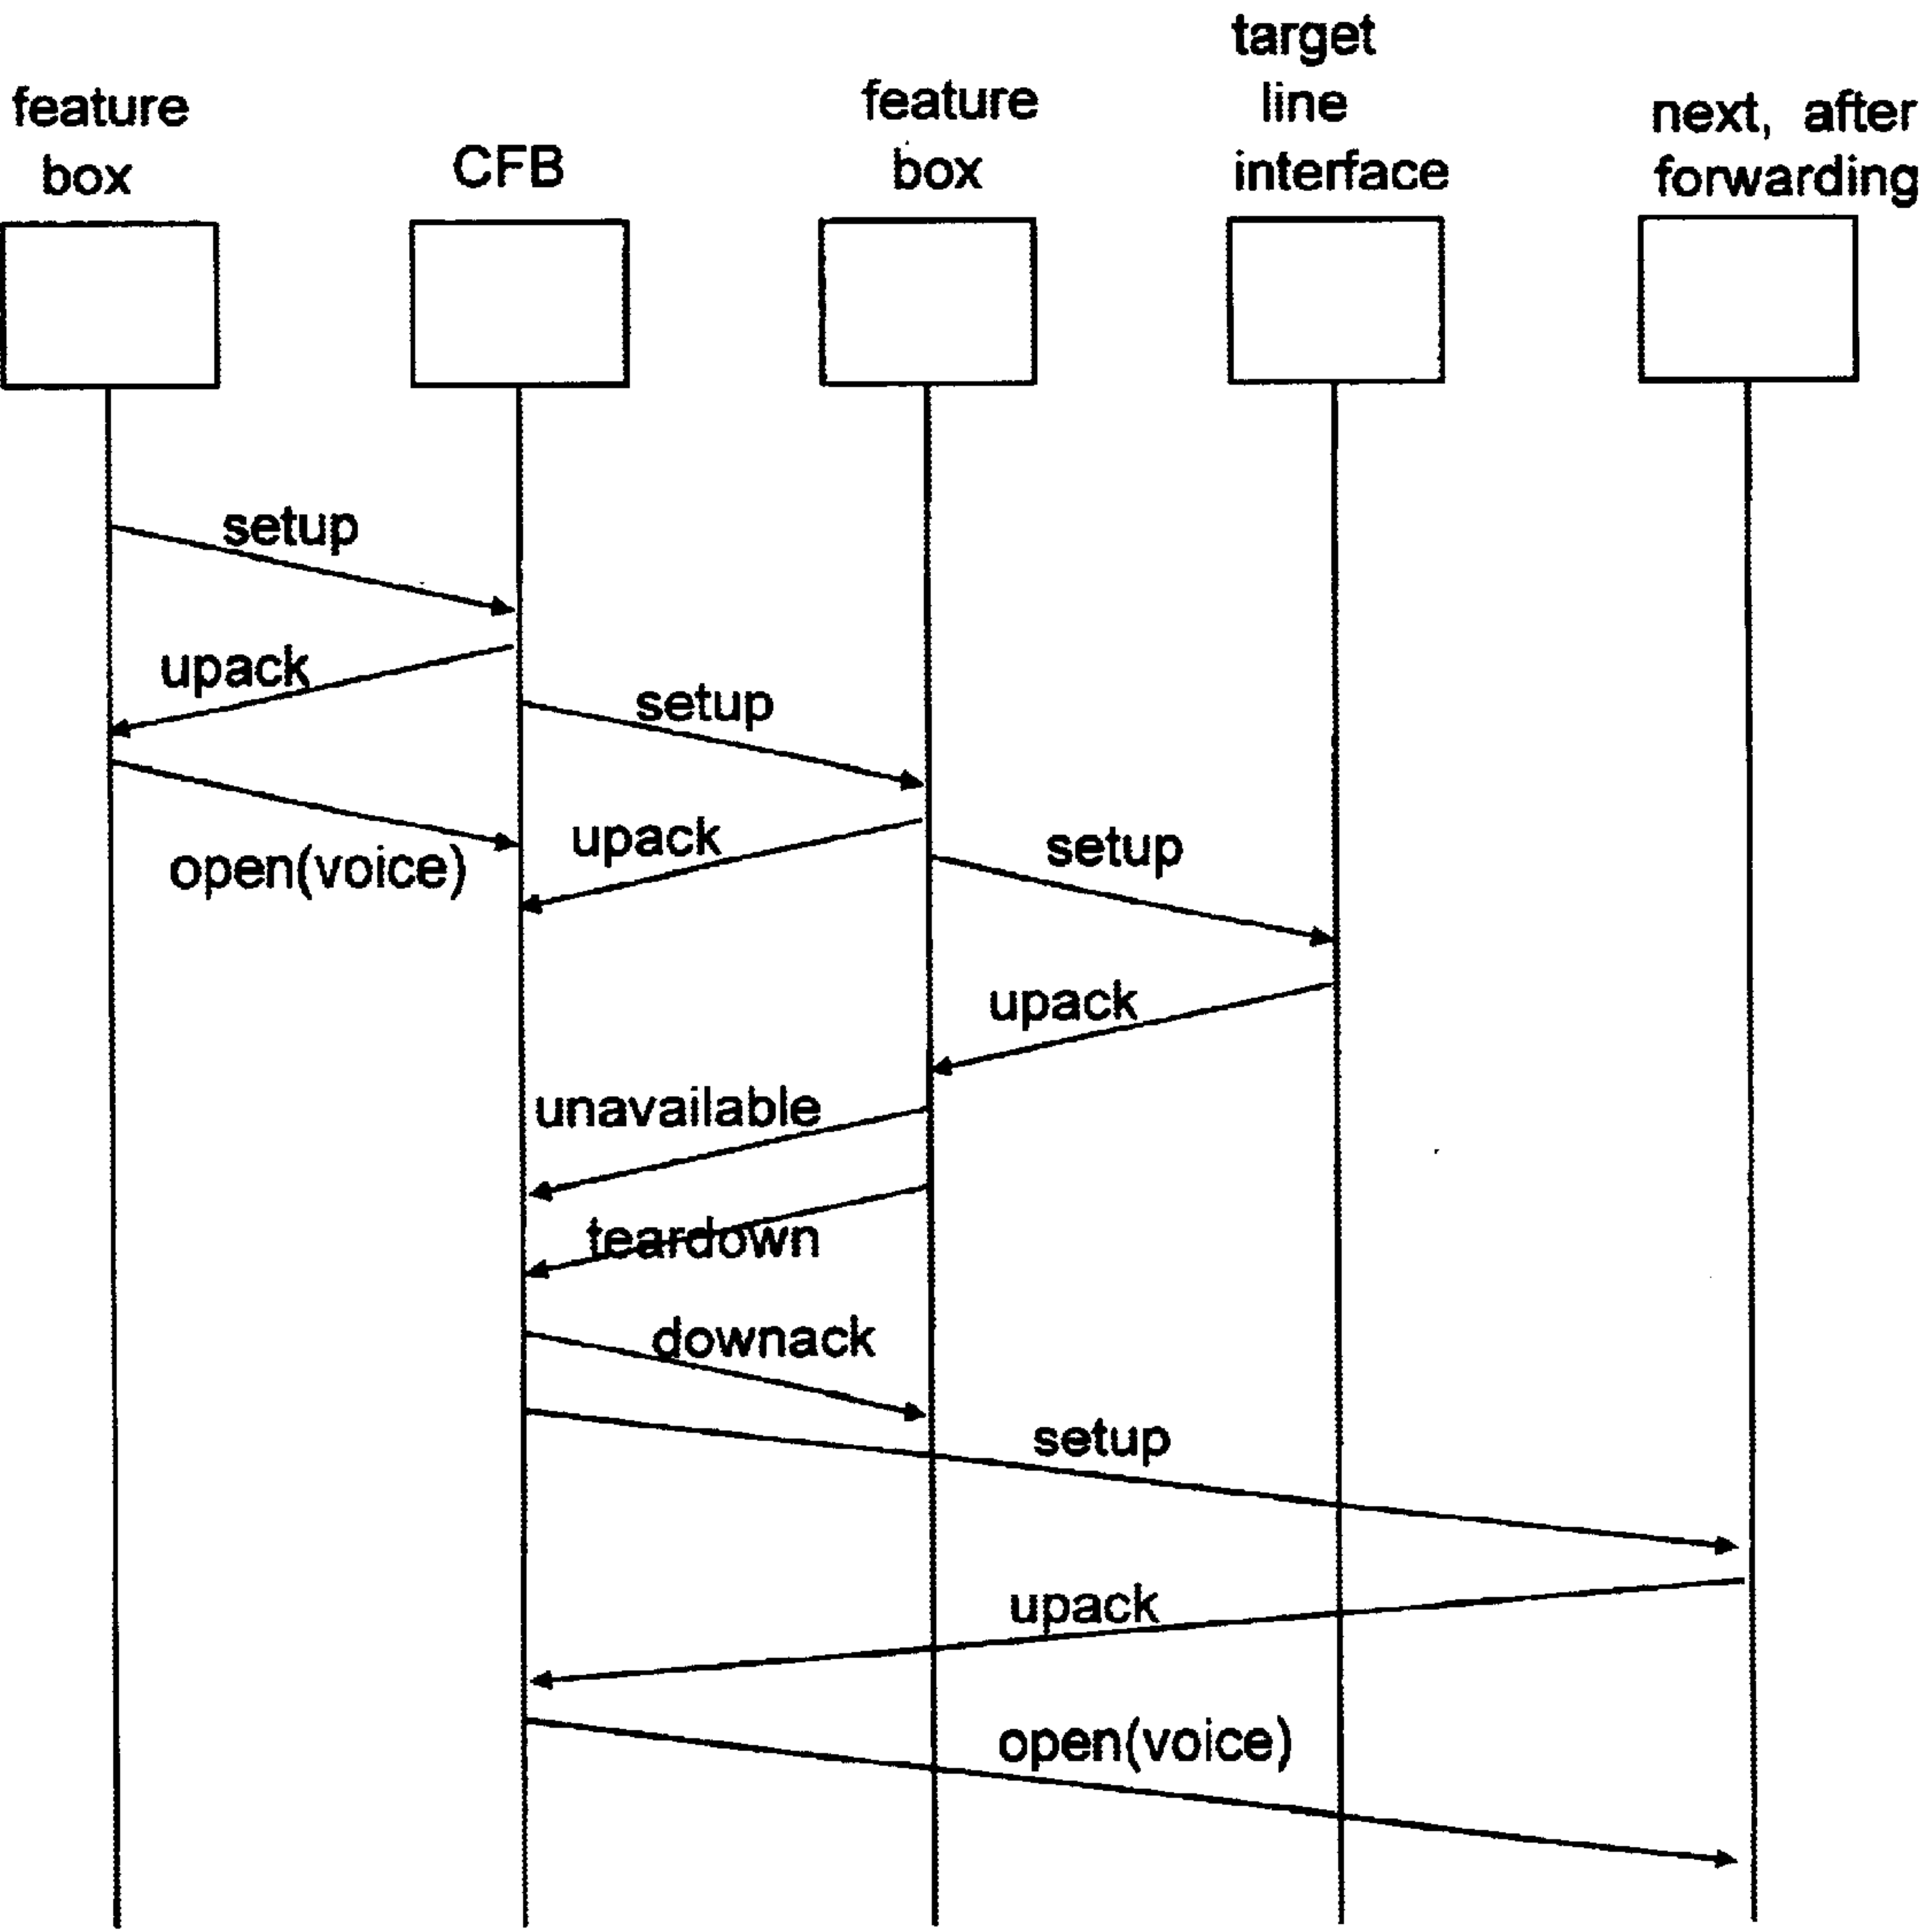 feature
box
CFB
feature
box
target
line
interface
next, after
forwarding
setup
upack
setup
open(voice)
upack
setup
upack
unavailable
teardown
downack
setup
upack
open(voice)